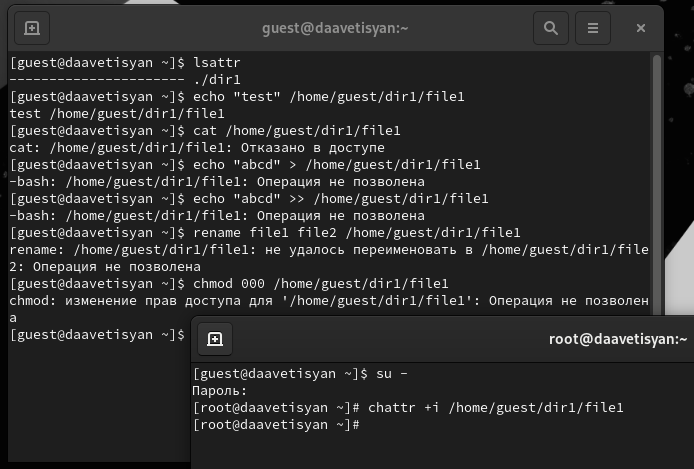 guest@daavetisyan:~
[guest@daavetisyan ~]$ lsattr
---------------------- ./dir1
[guest@daavetisyan ~]$ echo "test" /home/guest/dir1/file1
test /home/guest/dir1/file1
[guest@daavetisyan ~]$ cat /home/guest/dir1/file1
cat: /home/guest/dir1/file1: Отказано в доступе
[guest@daavetisyan ~]$ echo "abcd" > /home/guest/dir1/file1
-bash: /home/guest/dir1/file1: Операция не позволена
[guest@daavetisyan ~]$ echo "abcd" >> /home/guest/dir1/file1
-bash: /home/guest/dir1/file1: Операция не позволена
[guest@daavetisyan ~]$ rename file1 file2 /home/guest/dir1/file1
rename: /home/guest/dir1/file1: не удалось переименовать в /home/guest/dir1/file
2: Операция не позволена
[guest@daavetisyan ~]$ chmod 000 /home/guest/dir1/file1
chmod: изменение прав доступа для '/home/guest/dir1/file1': Операция не позволен
а
[guest@daavetisyan ~]$
root@daavetisyan:~
[guest@daavetisyan ~]$ su -
Пароль:
[root@daavetisyan ~]# chattr +i /home/guest/dir1/file1
[root@daavetisyan ~]#